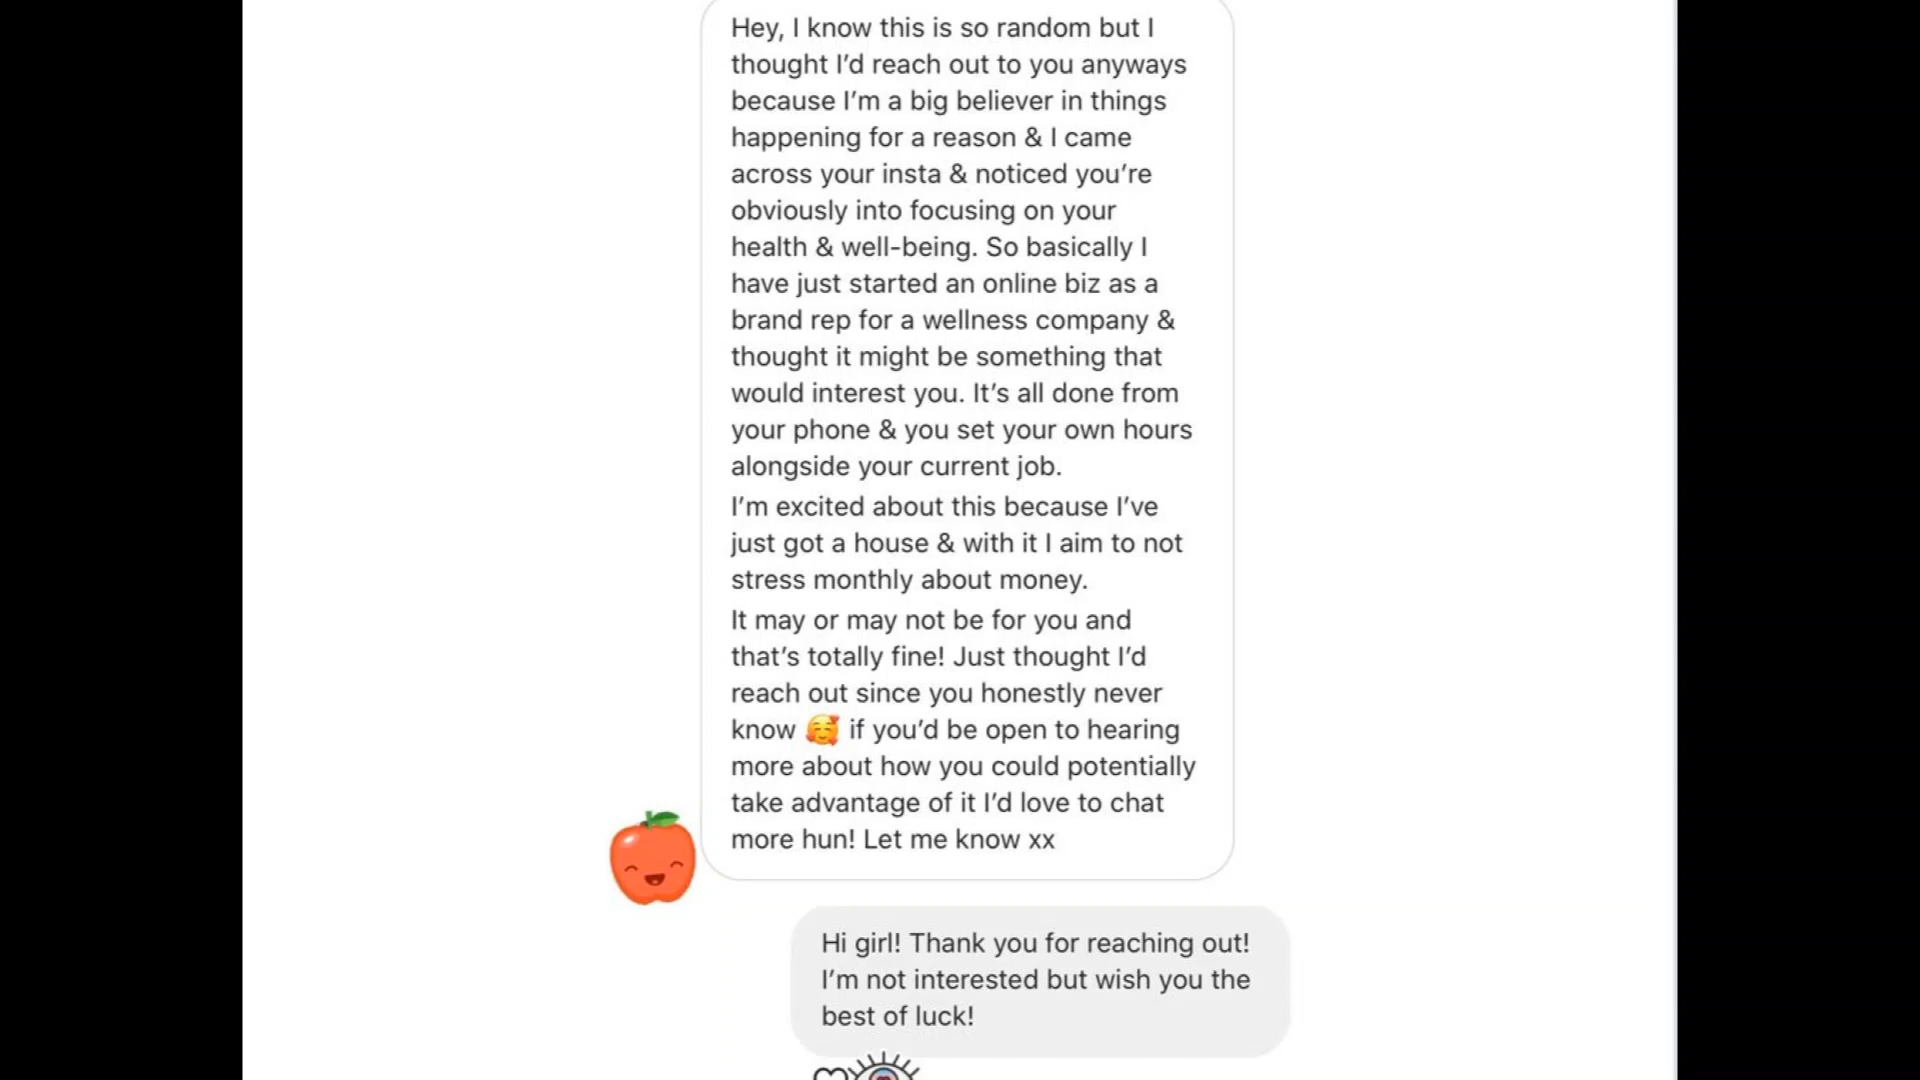 Hey, I know this is so random but I
thought I’d reach out to you anyways
because I’m a big believer in things
happening for a reason & I came
across your insta & noticed you’re
obviously into focusing on your
health & well-being. So basically I
have just started an online biz as a
brand rep for a wellness company &
thought it might be something that
would interest you. It’s all done from
your phone & you set your own hours
alongside your current job.
I’m excited about this because I’ve
just got a house & with it I aim to not
stress monthly about money.
It may or may not be for you and
that’s totally fine! Just thought I’d
reach out since you honestly never
know 🥰 if you’d be open to hearing
more about how you could potentially
take advantage of it I’d love to chat
more hun! Let me know xx
Hi girl! Thank you for reaching out!
I’m not interested but wish you the
best of luck!